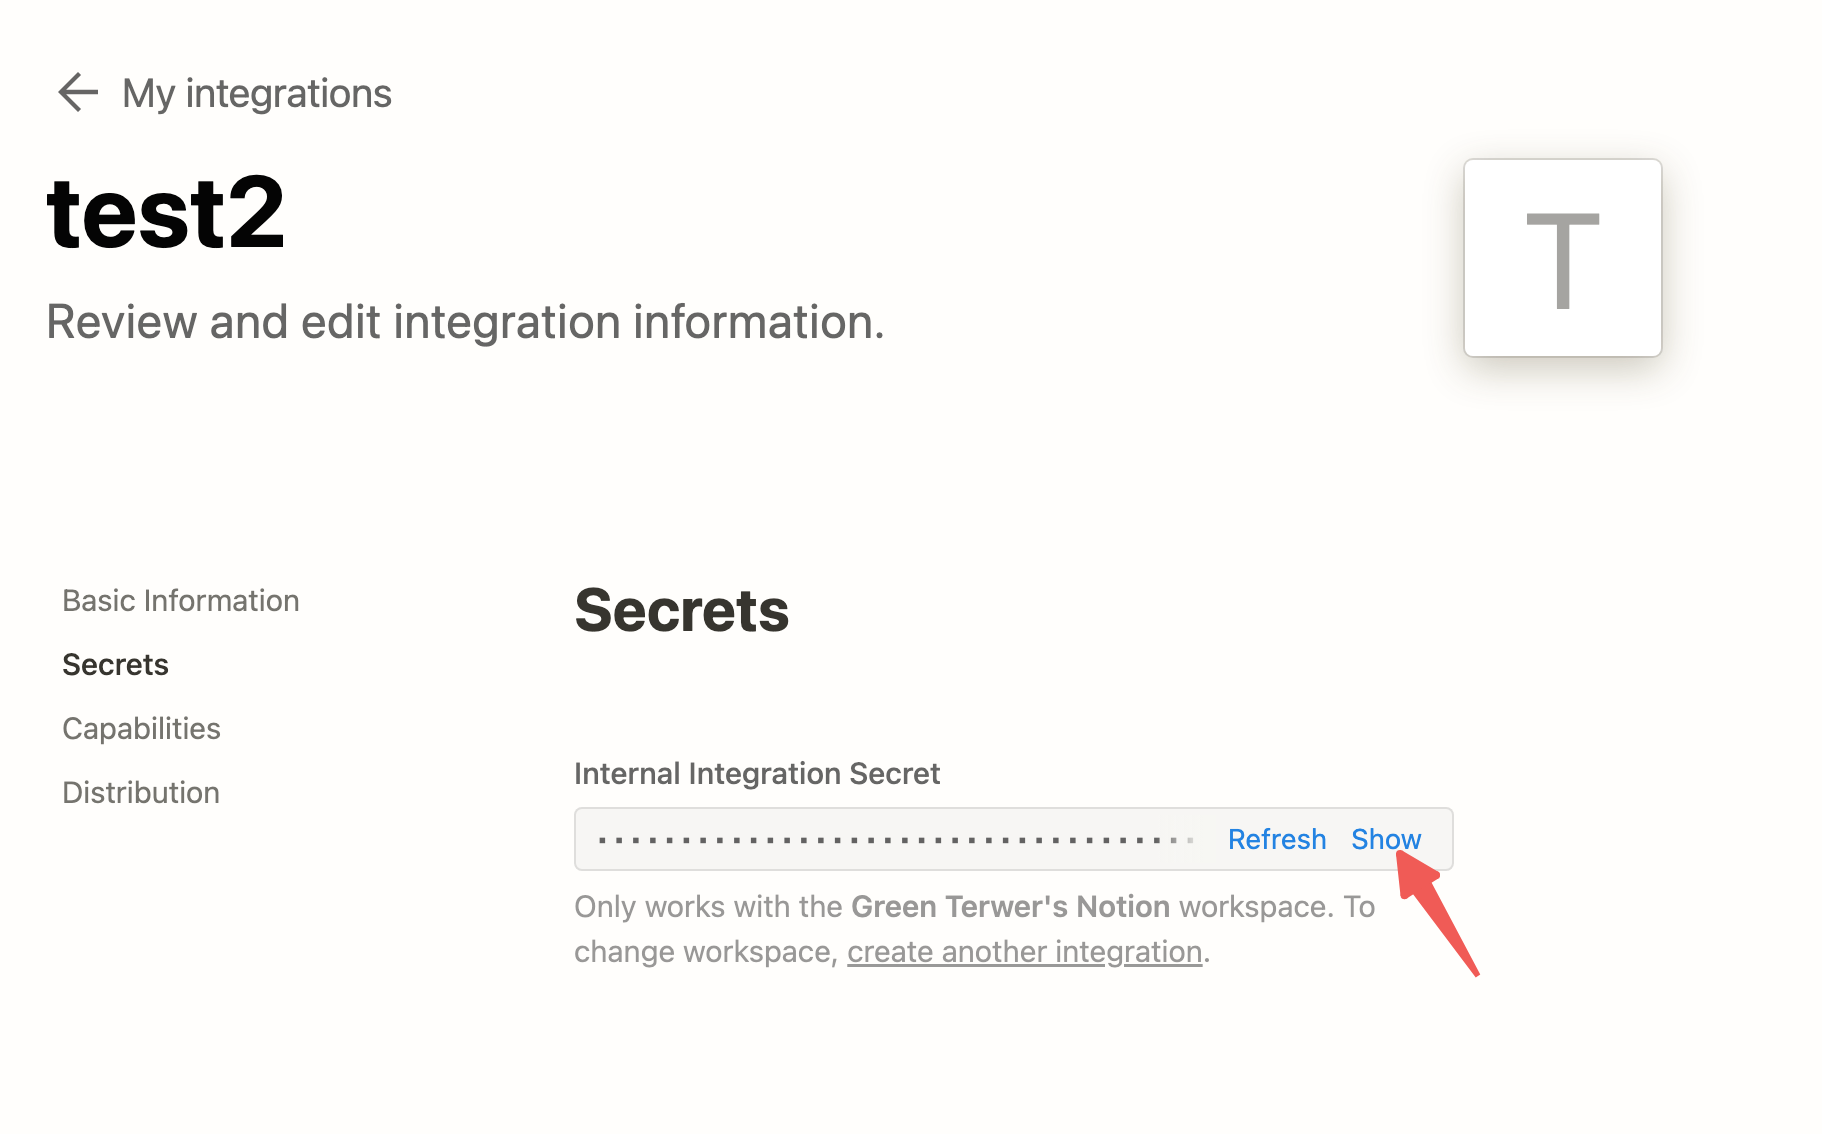 My integrations
test2
T
Review and edit integration information.
Basic Information
Secrets
Capabilities
Distribution
Secrets
Internal Integration Secret
Refresh Show
Only works with the Green Terwer's Notion workspace. To
change workspace, create another integration.